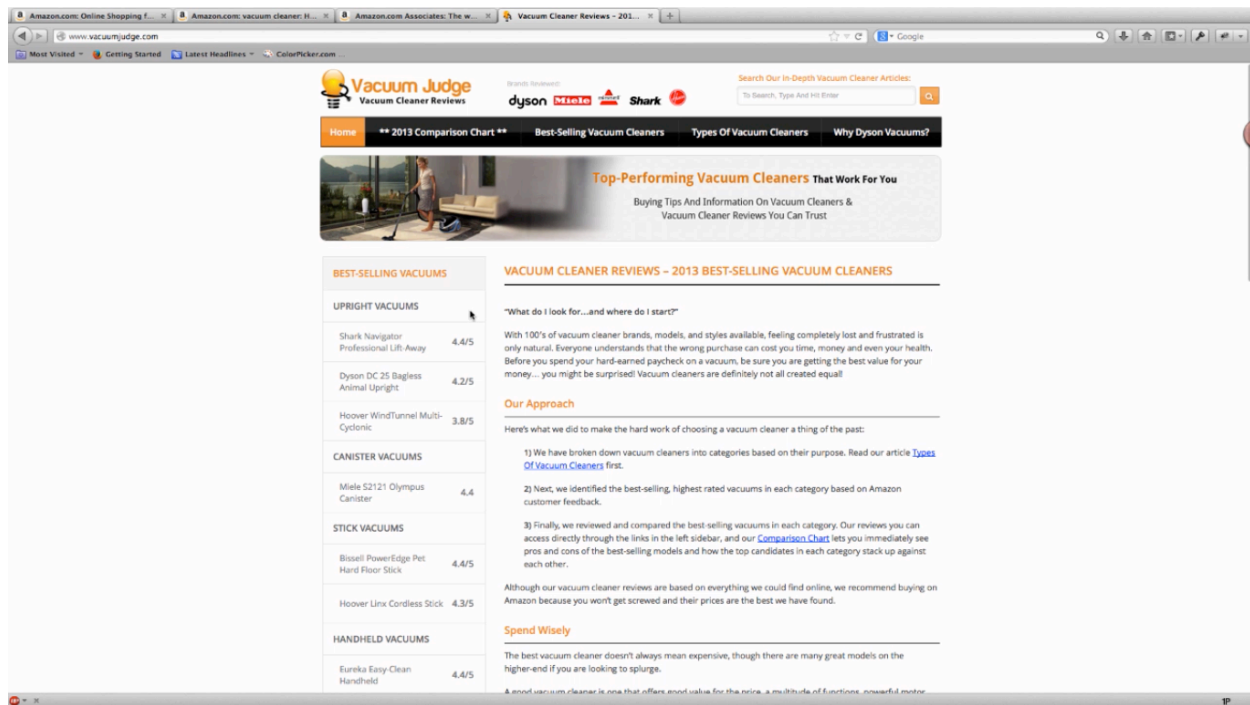 Amazon.com: Online Shopping f...
Amazon.com: vacuum cleaner: H...
Amazon.com Associates: The w...
Vacuum Cleaner Reviews – 201...
www.vacuumjudge.com
Google
Most Visited
Getting Started
Latest Headlines
ColorPicker.com
Vacuum Judge
Vacuum Cleaner Reviews
Brands Reviewed:
dyson Miele Shark
Search Our In-Depth Vacuum Cleaner Articles:
To Search, Type And Hit Enter
Home
** 2013 Comparison Chart **
Best-Selling Vacuum Cleaners
Types Of Vacuum Cleaners
Why Dyson Vacuums?
Top-Performing Vacuum Cleaners That Work For You
Buying Tips And Information On Vacuum Cleaners &
Vacuum Cleaner Reviews You Can Trust
BEST-SELLING VACUUMS
UPRIGHT VACUUMS
Shark Navigator
Professional Lift-Away
4.4/5
Dyson DC 25 Bagless
Animal Upright
4.2/5
Hoover WindTunnel Multi-
Cyclonic
3.8/5
CANISTER VACUUMS
Miele S2121 Olympus
Canister
4.4
STICK VACUUMS
Bissell PowerEdge Pet
Hard Floor Stick
4.4/5
Hoover Linx Cordless Stick 4.3/5
HANDHELD VACUUMS
Eureka Easy-Clean
Handheld
4.4/5
VACUUM CLEANER REVIEWS – 2013 BEST-SELLING VACUUM CLEANERS
"What do I look for...and where do I start?"
With 100's of vacuum cleaner brands, models, and styles available, feeling completely lost and frustrated is
only natural. Everyone understands that the wrong purchase can cost you time, money and even your health.
Before you spend your hard-earned paycheck on a vacuum, be sure you are getting the best value for your
money... you might be surprised! Vacuum cleaners are definitely not all created equal!
Our Approach
Here's what we did to make the hard work of choosing a vacuum cleaner a thing of the past:
1) We have broken down vacuum cleaners into categories based on their purpose. Read our article Types
Of Vacuum Cleaners first.
2) Next, we identified the best-selling, highest rated vacuums in each category based on Amazon
customer feedback.
3) Finally, we reviewed and compared the best-selling vacuums in each category. Our reviews you can
access directly through the links in the left sidebar, and our Comparison Chart lets you immediately see
pros and cons of the best-selling models and how the top candidates in each category stack up against
each other.
Although our vacuum cleaner reviews are based on everything we could find online, we recommend buying on
Amazon because you won't get screwed and their prices are the best we have found.
Spend Wisely
The best vacuum cleaner doesn't always mean expensive, though there are many great models on the
higher-end if you are looking to splurge.
A good vacuum cleaner is one that offers good value for the price, a multitude of functions, powerful motor,
1P